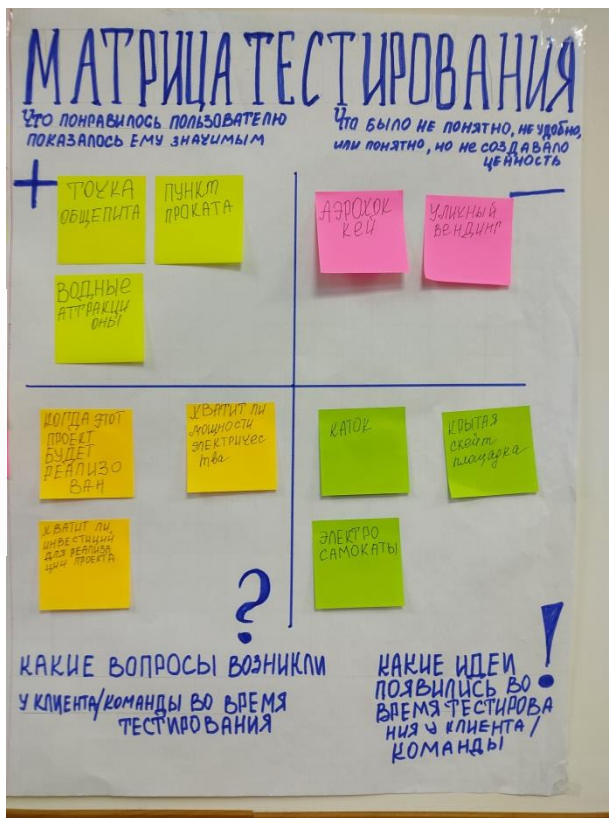 МАТРИЦА ТЕСТИРОВАНИЯ
ЧТО ПОНРАВИЛОСЬ ПОЛЬЗОВАТЕЛЮ
ПОКАЗАЛОСЬ ЕМУ ЗНАЧИМЫМ
ЧТО БЫЛО НЕ ПОНЯТНО, НЕ УДОБНО,
ИЛИ ПОНЯТНО, НО НЕ СОЗДАВАЛО
ЦЕННОСТЬ
+
−
ТОЧКА
ОБЩЕПИТА
ПУНКТ
ПРОКАТА
ВОДНЫЕ
АТТРАКЦИ
ОНЫ
АЭРОХОК
КЕЙ
УЛИЧНЫЙ
ВЕНДИНГ
КОГДА ЭТОТ
ПРОЕКТ
БУДЕТ
РЕАЛИЗО
ВАН
ХВАТИТ ЛИ
МОЩНОСТИ
ЭЛЕКТРИЧЕС
тва
ХВАТИТ ЛИ
ИНВЕСТИЦИЙ
ДЛЯ РЕАЛИЗА
ЦИИ ПРОЕКТА
КАТОК
КРЫТАЯ
скейт
площадка
ЭЛЕКТРО
САМОКАТЫ
?
КАКИЕ ВОПРОСЫ ВОЗНИКЛИ
У КЛИЕНТА/КОМАНДЫ ВО ВРЕМЯ
ТЕСТИРОВАНИЯ
!
КАКИЕ ИДЕИ
ПОЯВИЛИСЬ ВО
ВРЕМЯ ТЕСТИРОВА
НИЯ У КЛИЕНТА/
КОМАНДЫ